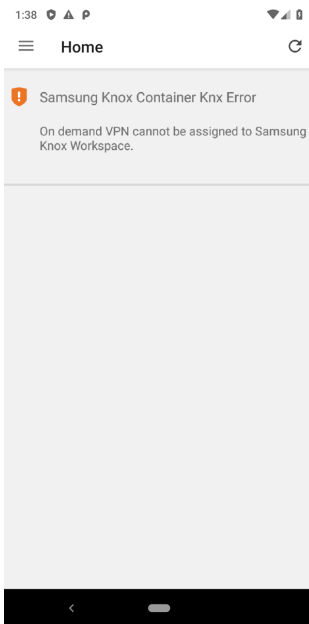 1:38
Home
Samsung Knox Container Knx Error
On demand VPN cannot be assigned to Samsung
Knox Workspace.